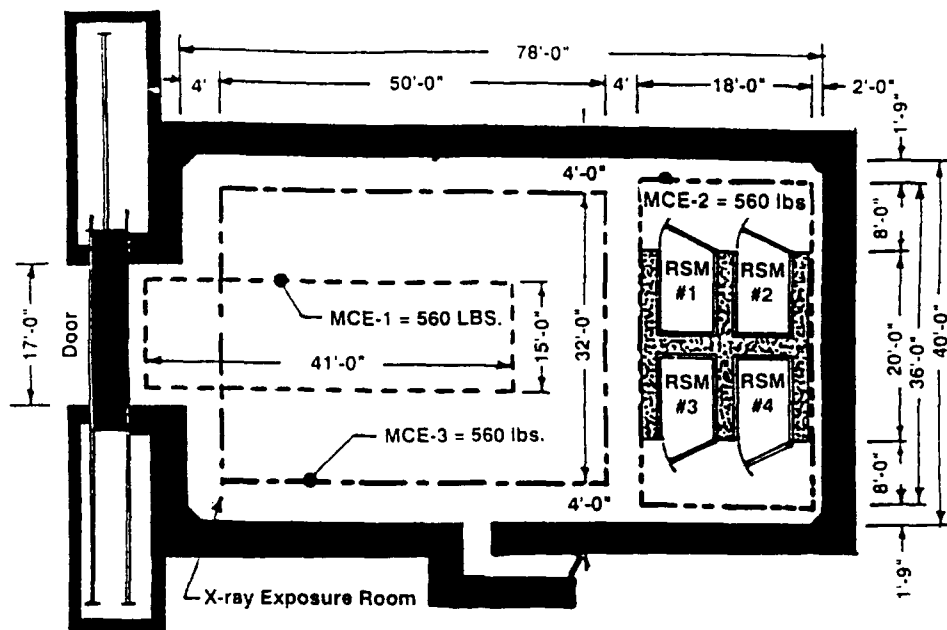 78'-0"
4'
50'-0"
4'
18'-0"
2'-0"
1'-9"
4'-0"
MCE-2 = 560 lbs
8'-0"
RSM
#1
RSM
#2
17'-0"
Door
MCE-1 = 560 LBS.
15'-0"
32'-0"
20'-0"
36'-0"
40'-0"
41'-0"
RSM
#3
RSM
#4
MCE-3 = 560 lbs.
4'-0"
8'-0"
X-ray Exposure Room
1'-9"